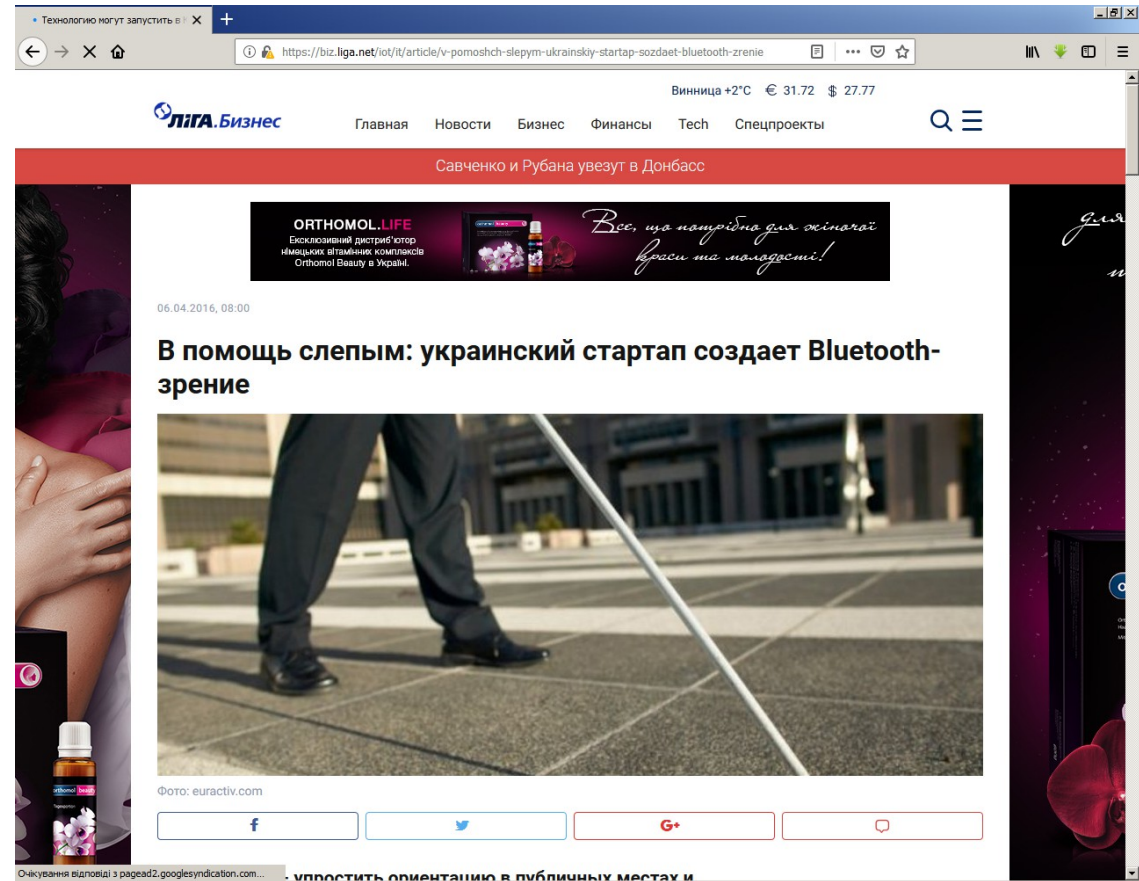 Технологию могут запустить в
https://biz.liga.net/iot/it/article/v-pomoshch-slepym-ukrainskiy-startap-sozdaet-bluetooth-zrenie
Винница +2°C € 31.72 $ 27.77
ЛІГА.Бизнес
Главная Новости Бизнес Финансы Tech Спецпроекты
Савченко и Рубана увезут в Донбасс
ORTHOMOL.LIFE
Ексклюзивний дистриб'ютор
німецьких вітамінних комплексів
Orthomol Beauty в Україні.
Все, що потрібно для жіночої
краси та молодості!
для
06.04.2016, 08:00
В помощь слепым: украинский стартап создает Bluetooth-
зрение
Фото: euractiv.com
orthomol beauty
f
G+
Очікування відповіді з pagead2.googlesyndication.com...
упростить ориентацию в публичных местах и